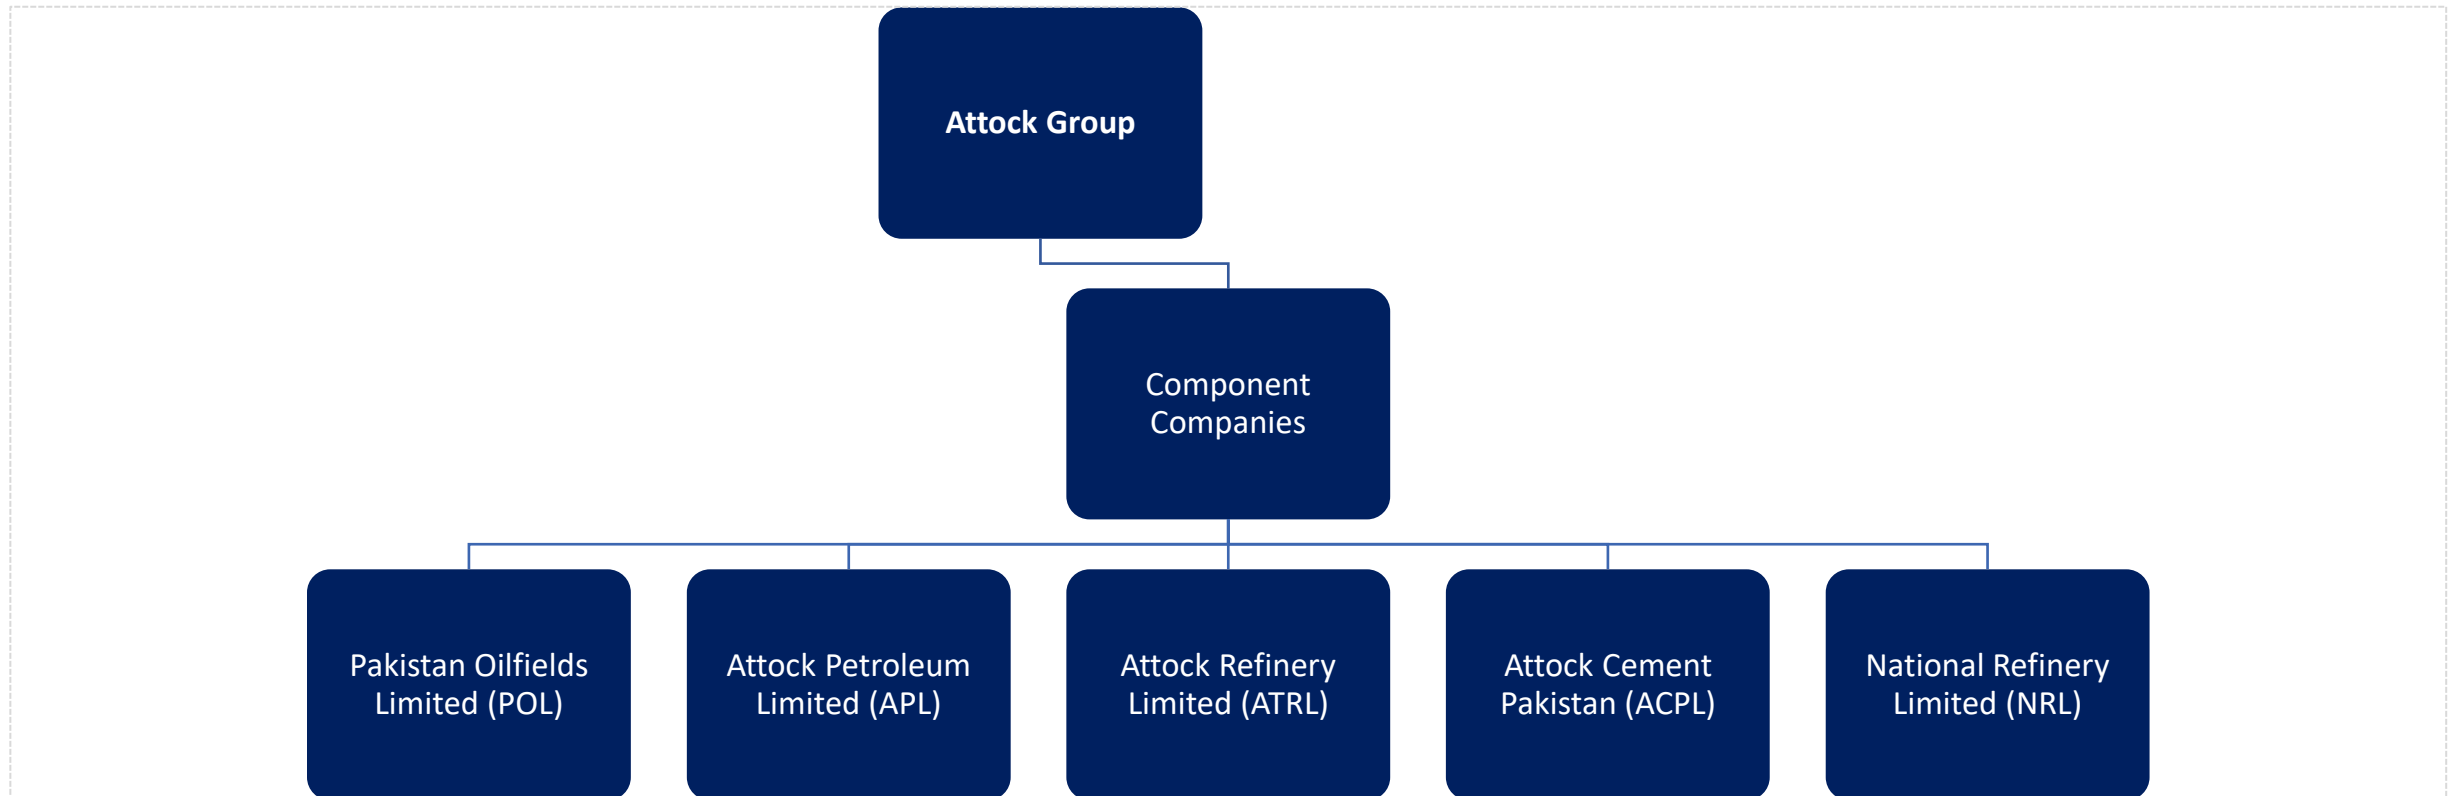 Attock Group
Component
Companies
Pakistan Oilfields
Limited (POL)
Attock Petroleum
Limited (APL)
Attock Refinery
Limited (ATRL)
Attock Cement
Pakistan (ACPL)
National Refinery
Limited (NRL)